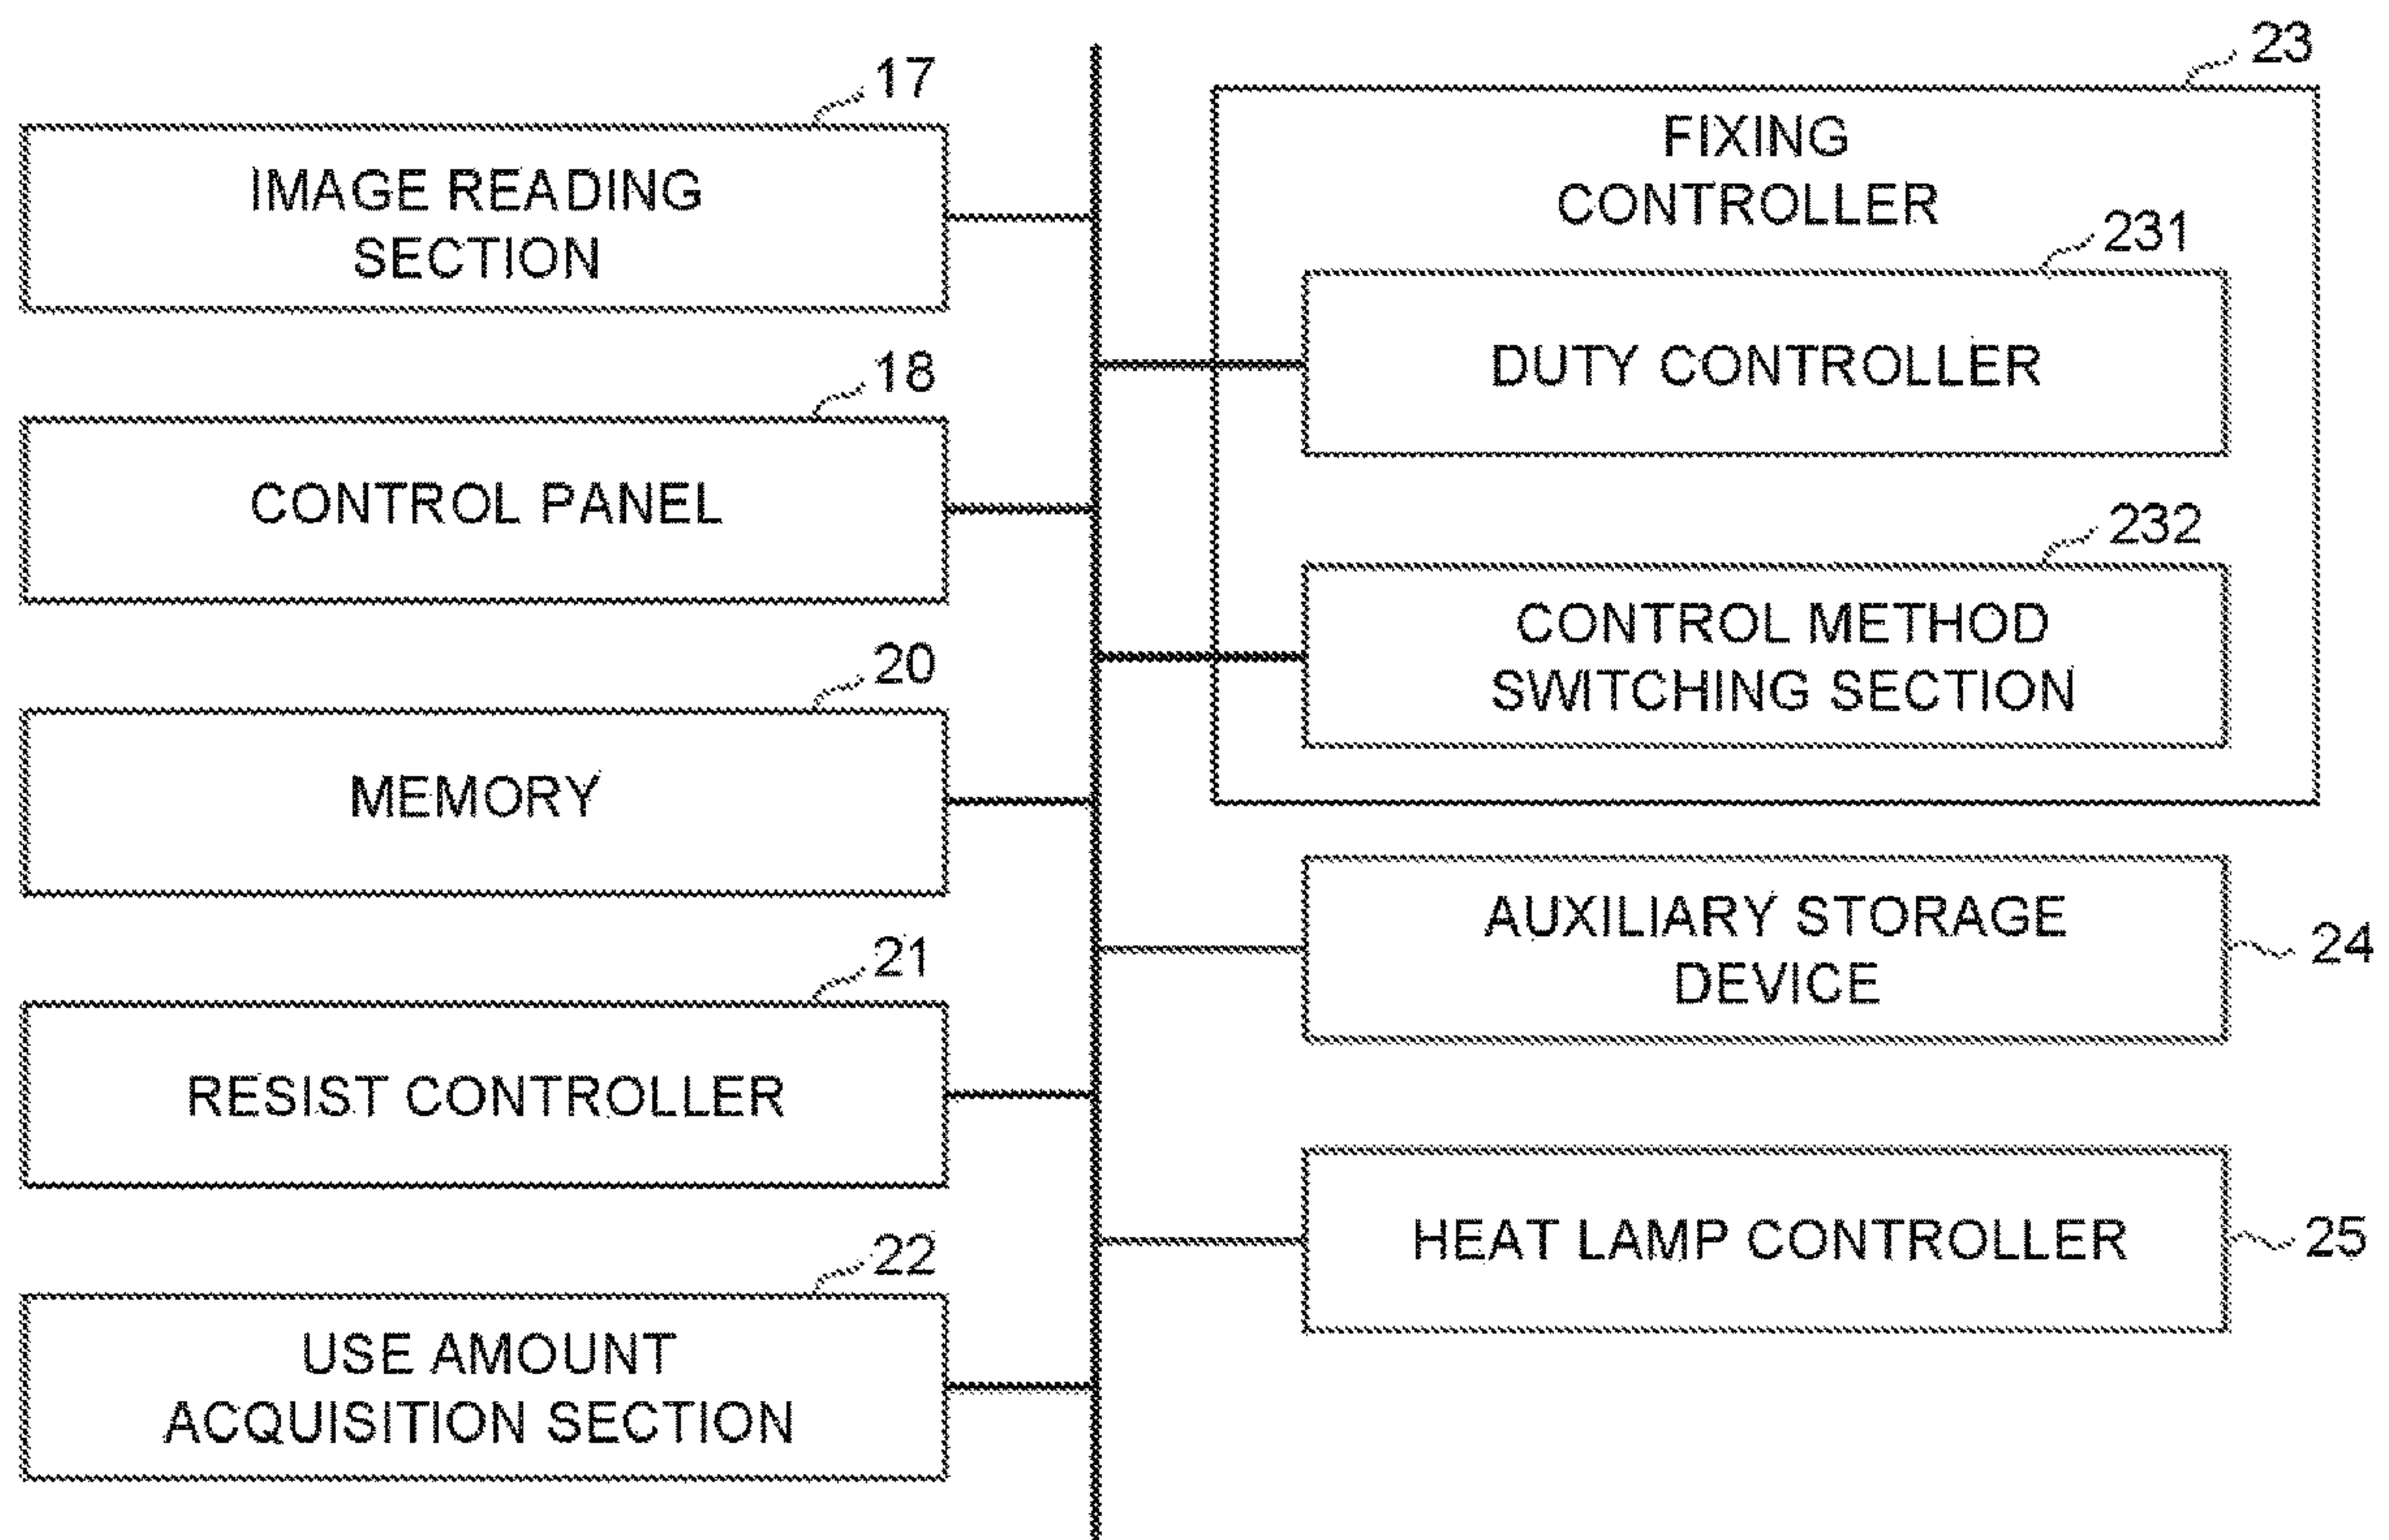 17
IMAGE READING
SECTION
18
CONTROL PANEL
20
MEMORY
21
RESIST CONTROLLER
22
USE AMOUNT
ACQUISITION SECTION
23
FIXING
CONTROLLER
231
DUTY CONTROLLER
232
CONTROL METHOD
SWITCHING SECTION
AUXILIARY STORAGE
DEVICE
24
HEAT LAMP CONTROLLER
25